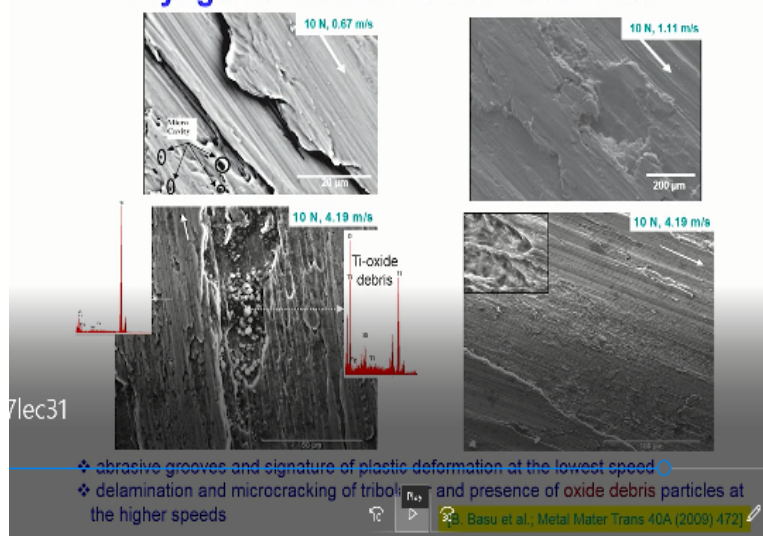 10 N, 0.67 m/s
10 N, 1.11 m/s
Micro
Cavity
20 µm
200 µm
10 N, 4.19 m/s
10 N, 4.19 m/s
Ti-oxide
debris
7lec31
❖ abrasive grooves and signature of plastic deformation at the lowest speed
❖ delamination and microcracking of and presence of oxide debris particles at
the higher speeds
Play
[B. Basu et al.; Metal Mater Trans 40A (2009) 472]